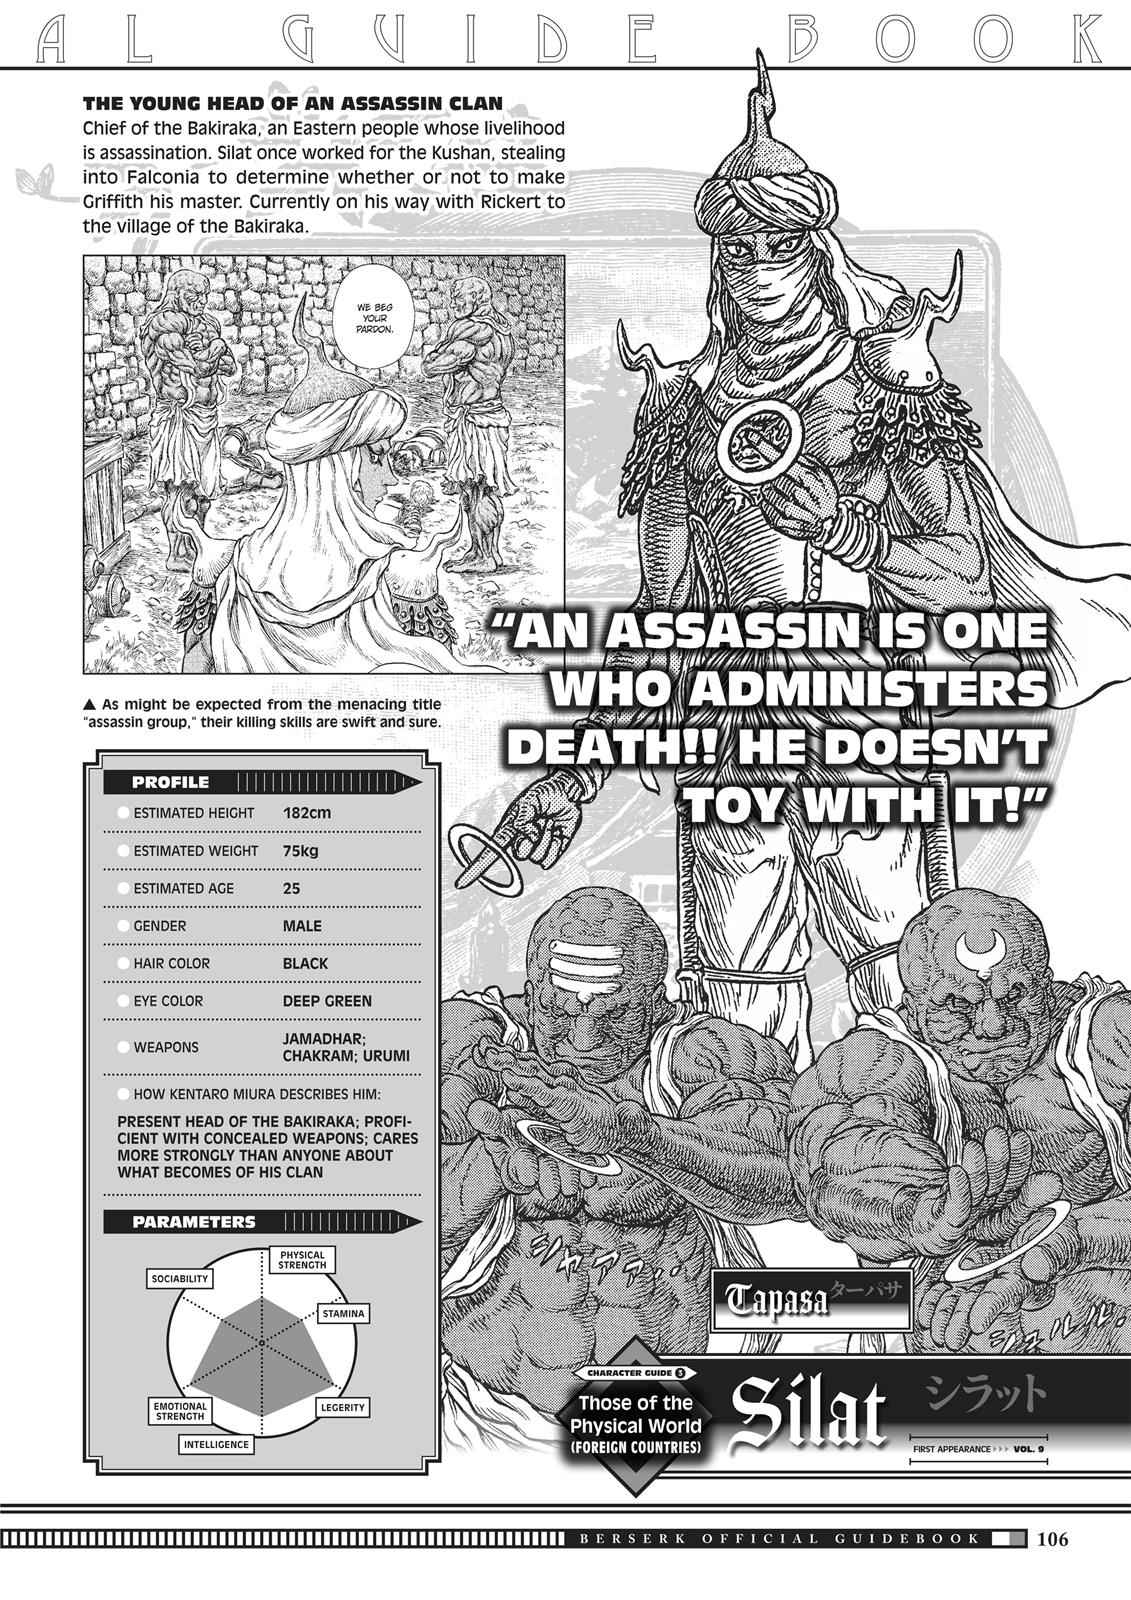 AL GUIDE BOOK
THE YOUNG HEAD OF AN ASSASSIN CLAN
Chief of the Bakiraka, an Eastern people whose livelihood
is assassination. Silat once worked for the Kushan, stealing
into Falconia to determine whether or not to make
Griffith his master. Currently on his way with Rickert to
the village of the Bakiraka.
WE BEG
YOUR
PARDON.
▲ As might be expected from the menacing title
"assassin group," their killing skills are swift and sure.
"AN ASSASSIN IS ONE
WHO ADMINISTERS
DEATH!! HE DOESN'T
TOY WITH IT!"
PROFILE
ESTIMATED HEIGHT 182cm
ESTIMATED WEIGHT 75kg
ESTIMATED AGE 25
GENDER MALE
HAIR COLOR BLACK
EYE COLOR DEEP GREEN
WEAPONS JAMADHAR;
CHAKRAM; URUMI
HOW KENTARO MIURA DESCRIBES HIM:
PRESENT HEAD OF THE BAKIRAKA; PROFI-
CIENT WITH CONCEALED WEAPONS; CARES
MORE STRONGLY THAN ANYONE ABOUT
WHAT BECOMES OF HIS CLAN
PARAMETERS
PHYSICAL
STRENGTH
SOCIABILITY
STAMINA
EMOTIONAL
STRENGTH
LEGERITY
INTELLIGENCE
シャアァ..
シュルル.
Tapasa ターパサ
CHARACTER GUIDE 3
Those of the
Physical World
(FOREIGN COUNTRIES)
Silat シラット
FIRST APPEARANCE ▷▷▷ VOL. 9
BERSERK OFFICIAL GUIDEBOOK 106